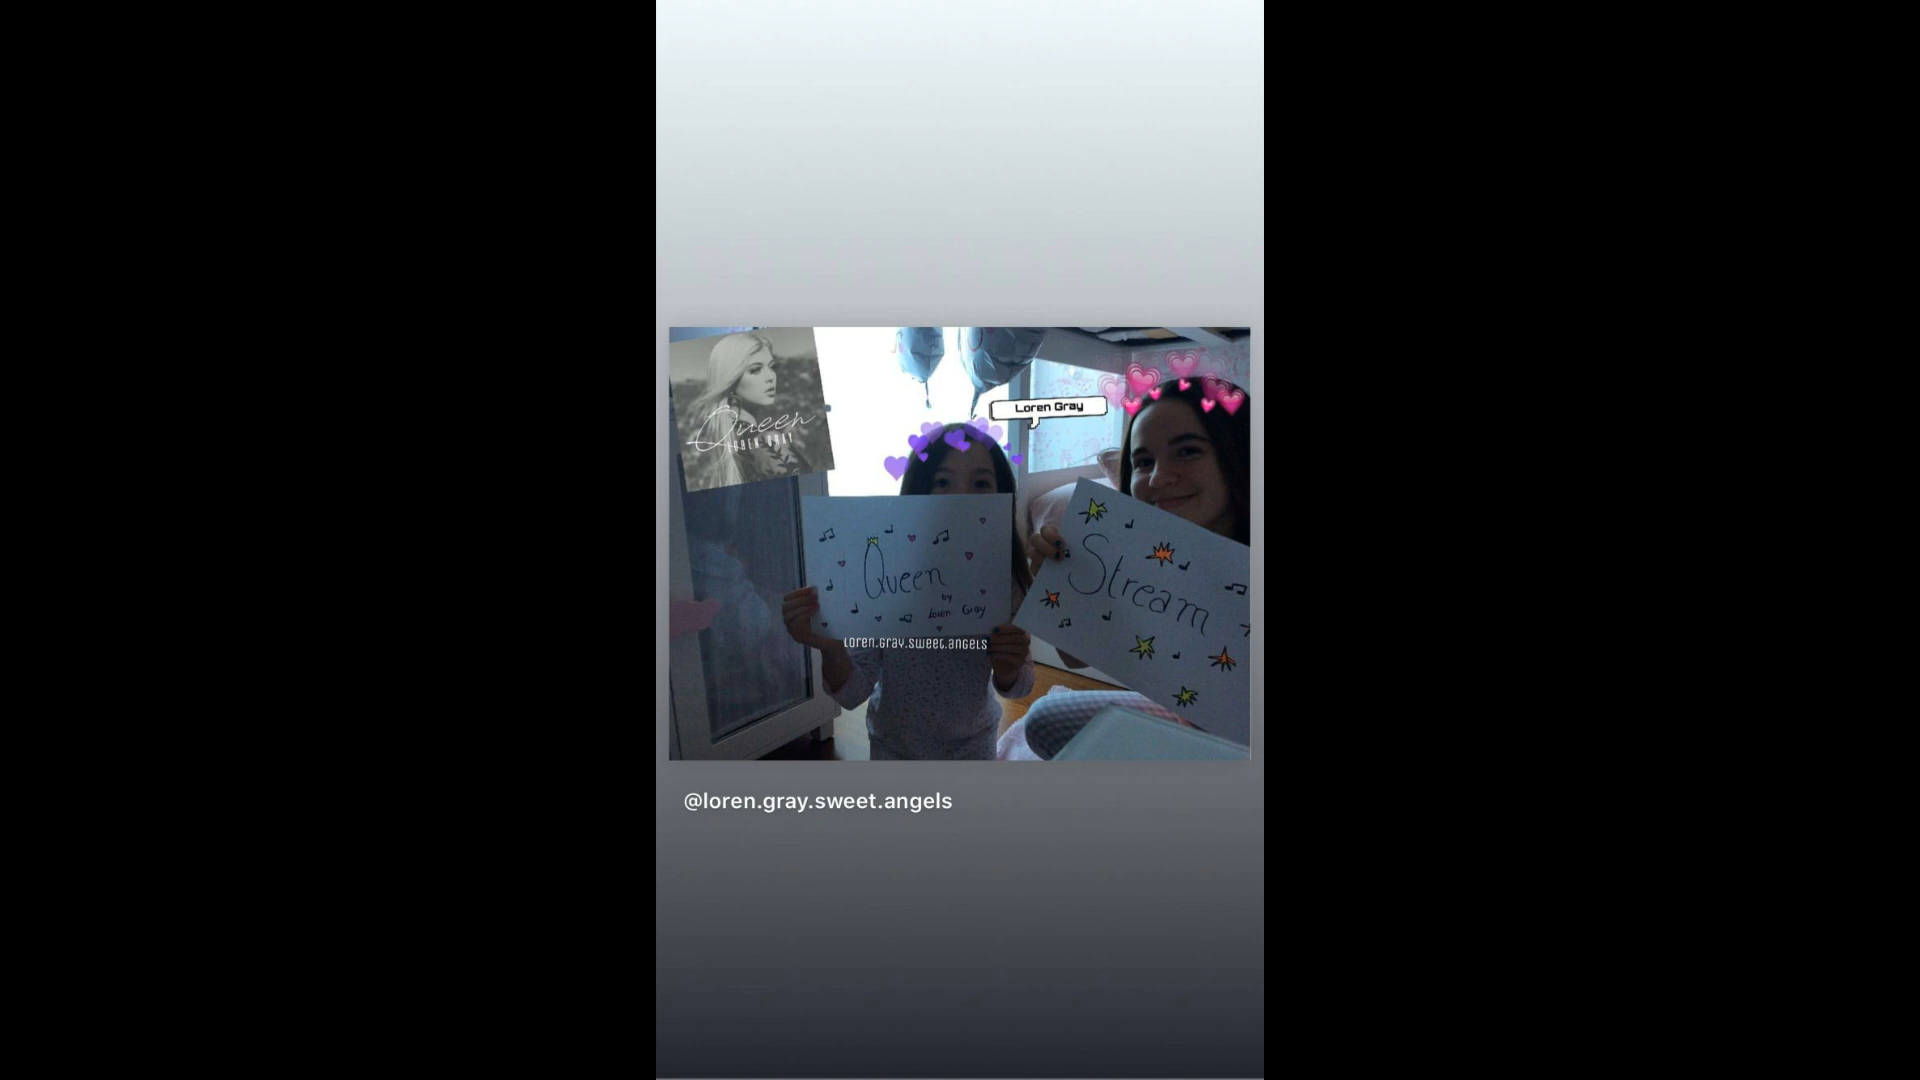 Queen
LOREN GRAY
Loren Gray
Queen
by
Loren Gray
Stream
Loren.Gray.sweet.angels
@loren.gray.sweet.angels